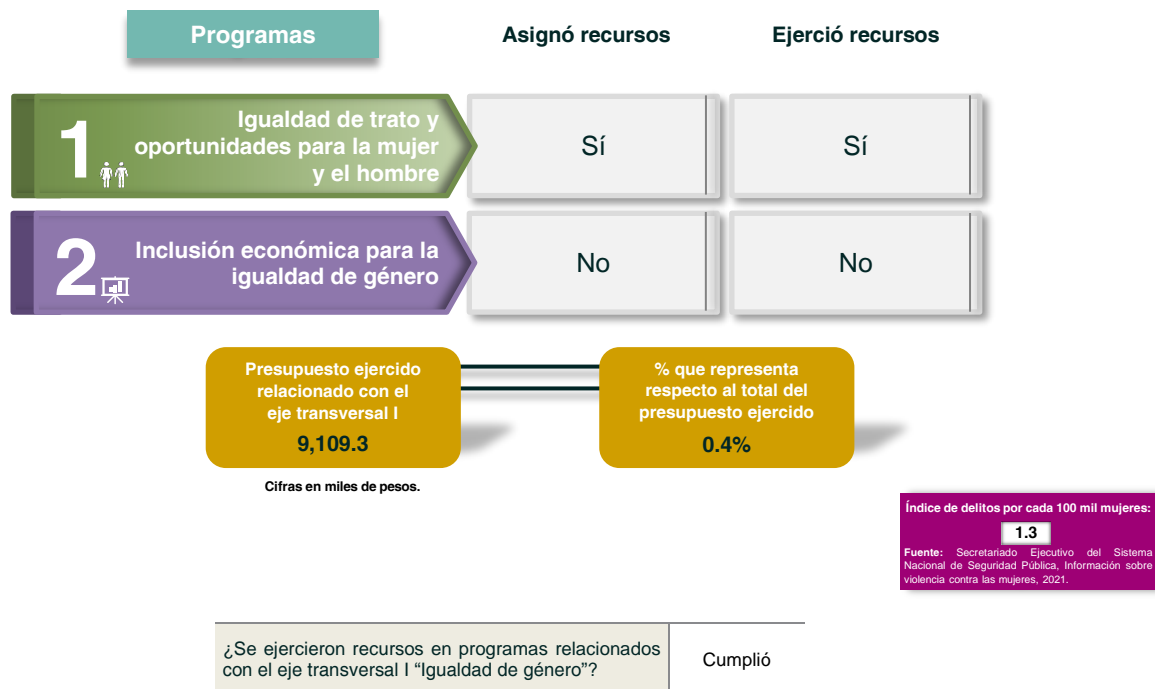 Programas
Asignó recursos
Ejerció recursos
1
Igualdad de trato y
oportunidades para la mujer
y el hombre
Sí
Sí
2
Inclusión económica para la
igualdad de género
No
No
Presupuesto ejercido
relacionado con el
eje transversal I
9,109.3
% que representa
respecto al total del
presupuesto ejercido
0.4%
Cifras en miles de pesos.
Índice de delitos por cada 100 mil mujeres:
1.3
Fuente: Secretariado Ejecutivo del Sistema
Nacional de Seguridad Pública, Información sobre
violencia contra las mujeres, 2021.
¿Se ejercieron recursos en programas relacionados
con el eje transversal I “Igualdad de género”?
Cumplió